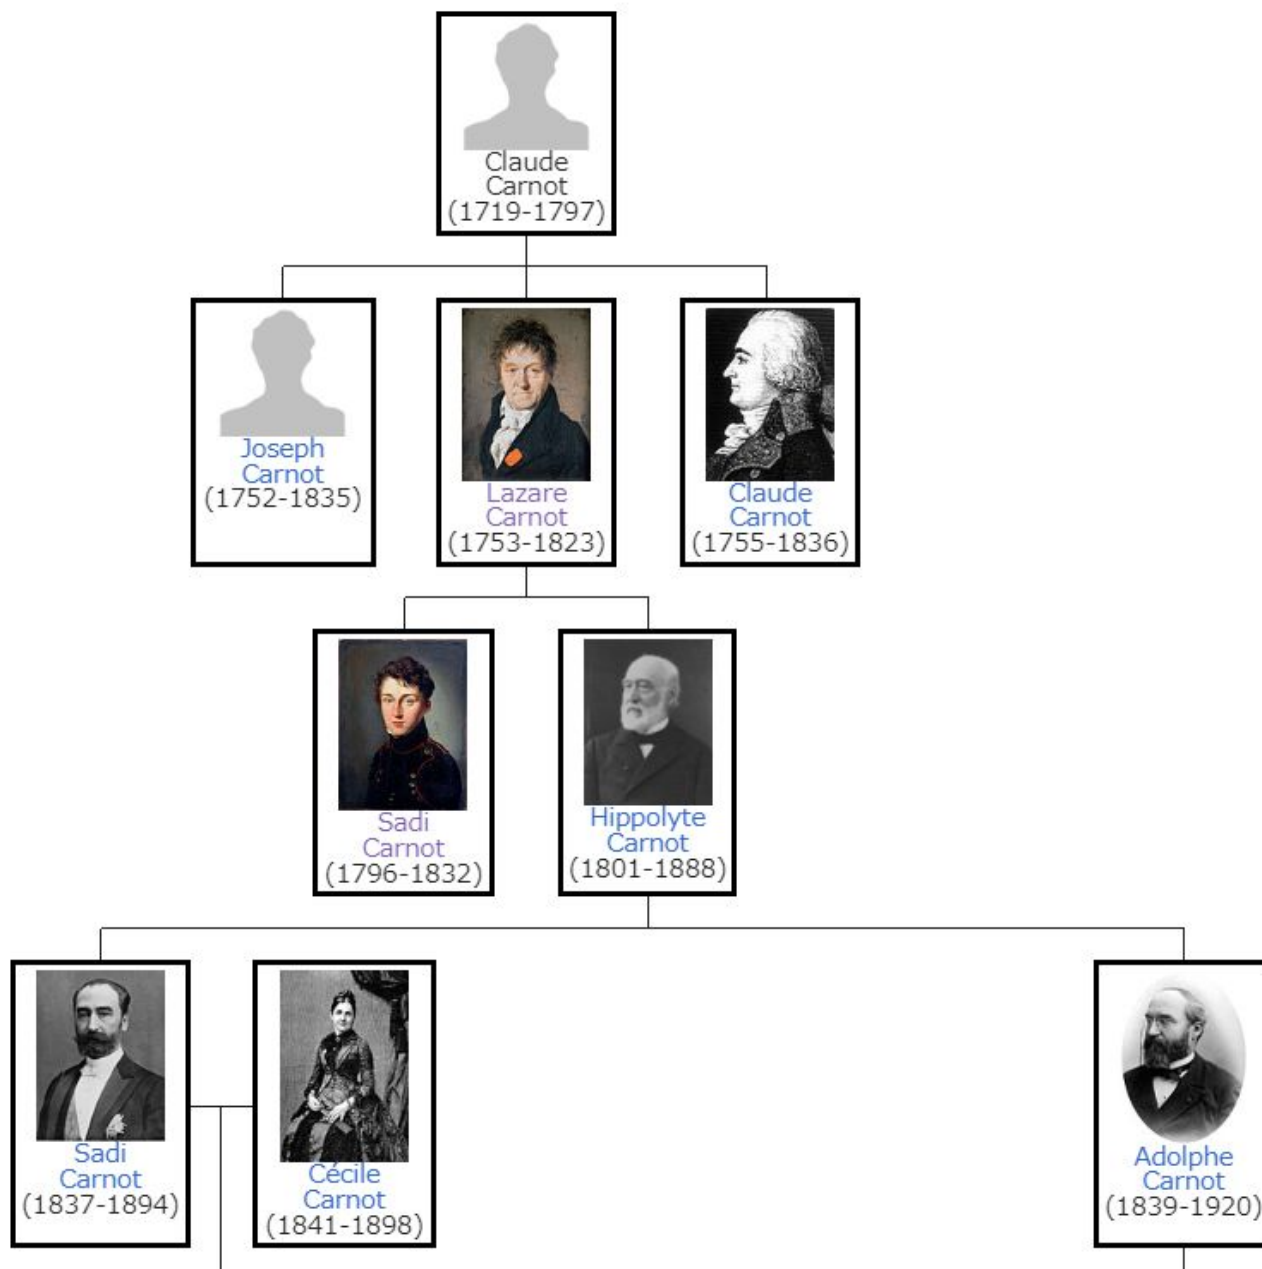 Claude
Carnot
(1719-1797)
Joseph
Carnot
(1752-1835)
Lazare
Carnot
(1753-1823)
Claude
Carnot
(1755-1836)
Sadi
Carnot
(1796-1832)
Hippolyte
Carnot
(1801-1888)
Sadi
Carnot
(1837-1894)
Cécile
Carnot
(1841-1898)
Adolphe
Carnot
(1839-1920)